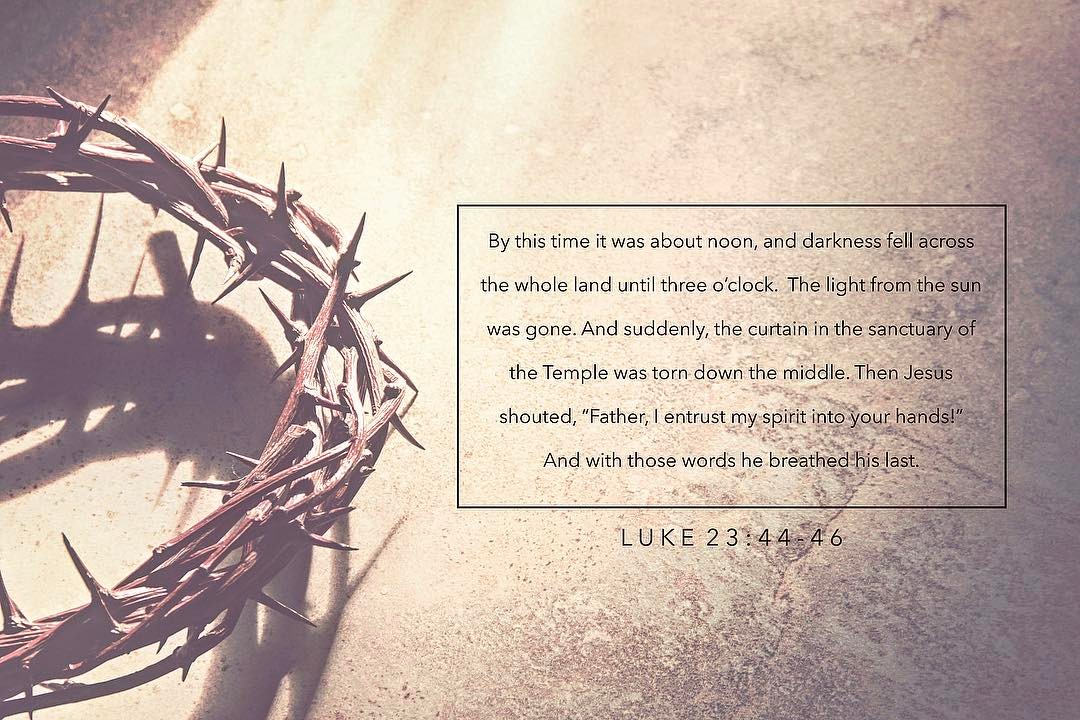 By this time it was about noon, and darkness fell across
the whole land until three o’clock.  The light from the sun
was gone. And suddenly, the curtain in the sanctuary of
the Temple was torn down the middle. Then Jesus
shouted, “Father, I entrust my spirit into your hands!”
And with those words he breathed his last.
LUKE 23:44-46